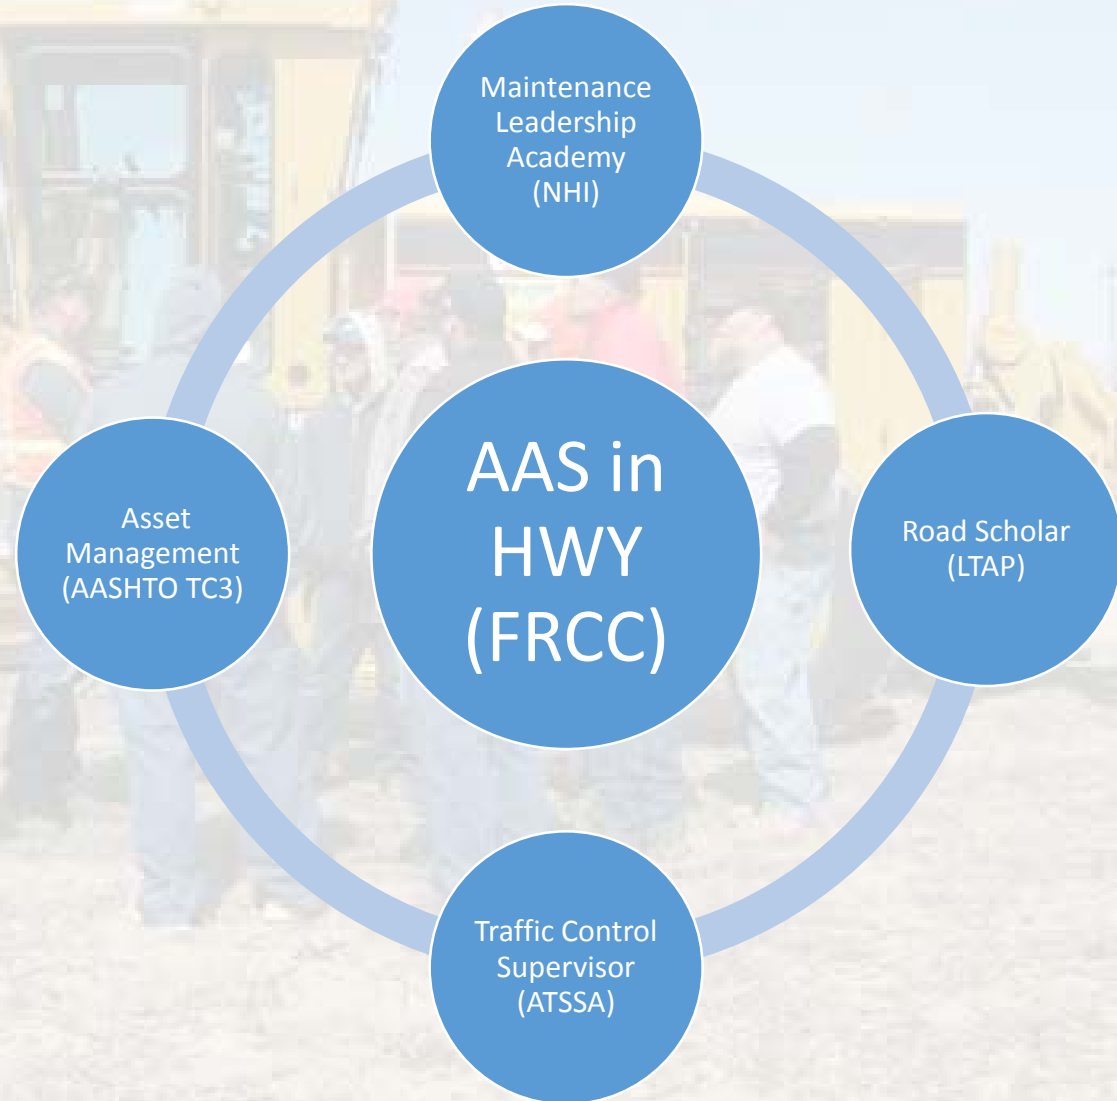 Maintenance
Leadership
Academy
(NHI)
Asset
Management
(AASHTO TC3)
AAS in
HWY
(FRCC)
Road Scholar
(LTAP)
Traffic Control
Supervisor
(ATSSA)